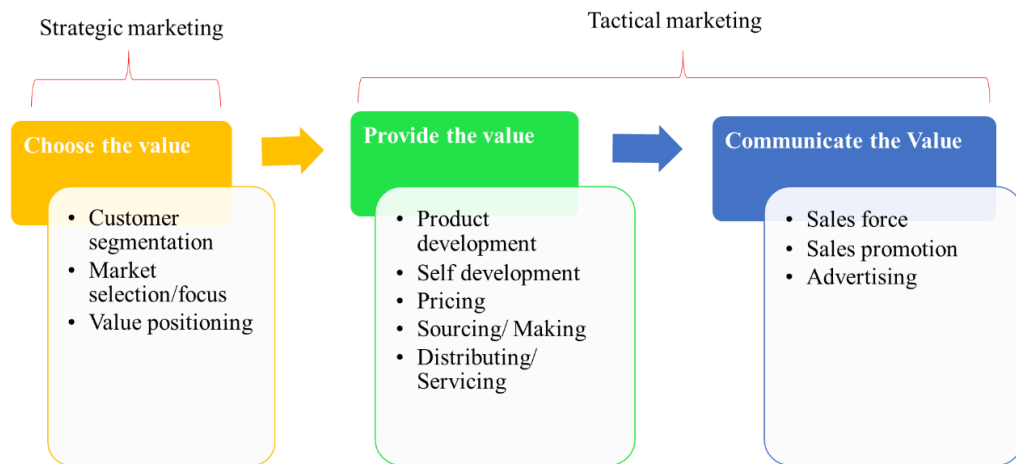 Strategic marketing
Tactical marketing
Choose the value
Provide the value
Communicate the Value
• Customer
segmentation
• Market
selection/focus
• Value positioning
• Product
development
• Self development
• Pricing
• Sourcing/ Making
• Distributing/
Servicing
• Sales force
• Sales promotion
• Advertising